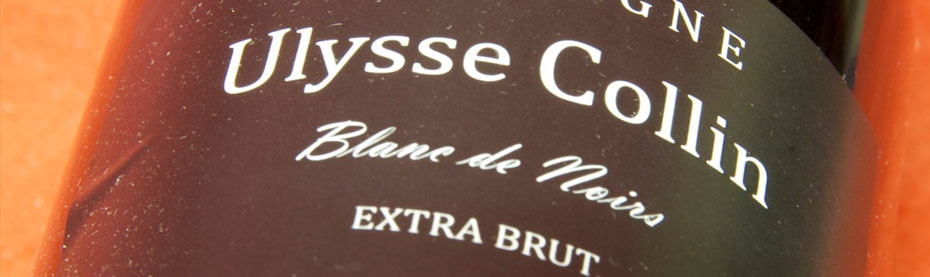 GNE
Ulysse Collin
Blanc de Noirs
EXTRA BRUT